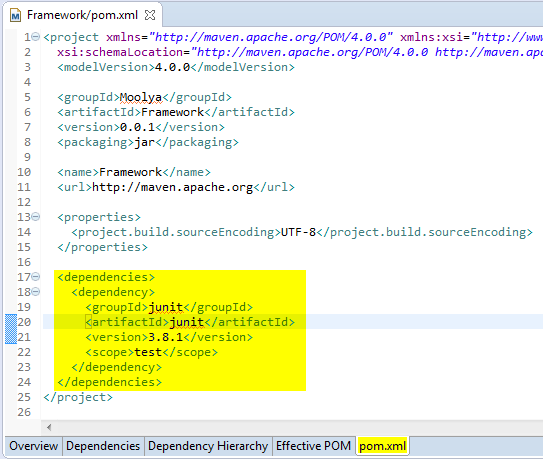 Framework/pom.xml
1 <project xmlns="http://maven.apache.org/POM/4.0.0" xmlns:xsi="http://www
2 xsi:schemaLocation="http://maven.apache.org/POM/4.0.0 http://maven.apa
3 <modelVersion>4.0.0</modelVersion>
4
5 <groupId>Moolya</groupId>
6 <artifactId>Framework</artifactId>
7 <version>0.0.1</version>
8 <packaging>jar</packaging>
9
10 <name>Framework</name>
11 <url>http://maven.apache.org</url>
12
13 <properties>
14 <project.build.sourceEncoding>UTF-8</project.build.sourceEncoding>
15 </properties>
16
17 <dependencies>
18 <dependency>
19 <groupId>junit</groupId>
20 <artifactId>junit</artifactId>
21 <version>3.8.1</version>
22 <scope>test</scope>
23 </dependency>
24 </dependencies>
25 </project>
26
Overview Dependencies Dependency Hierarchy Effective POM pom.xml